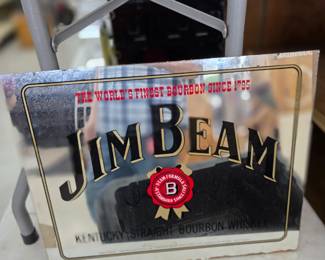 THE WORLD'S FINEST BOURBON SINCE 1795
JIM BEAM
B
KENTUCKY STRAIGHT BOURBON WHISKEY